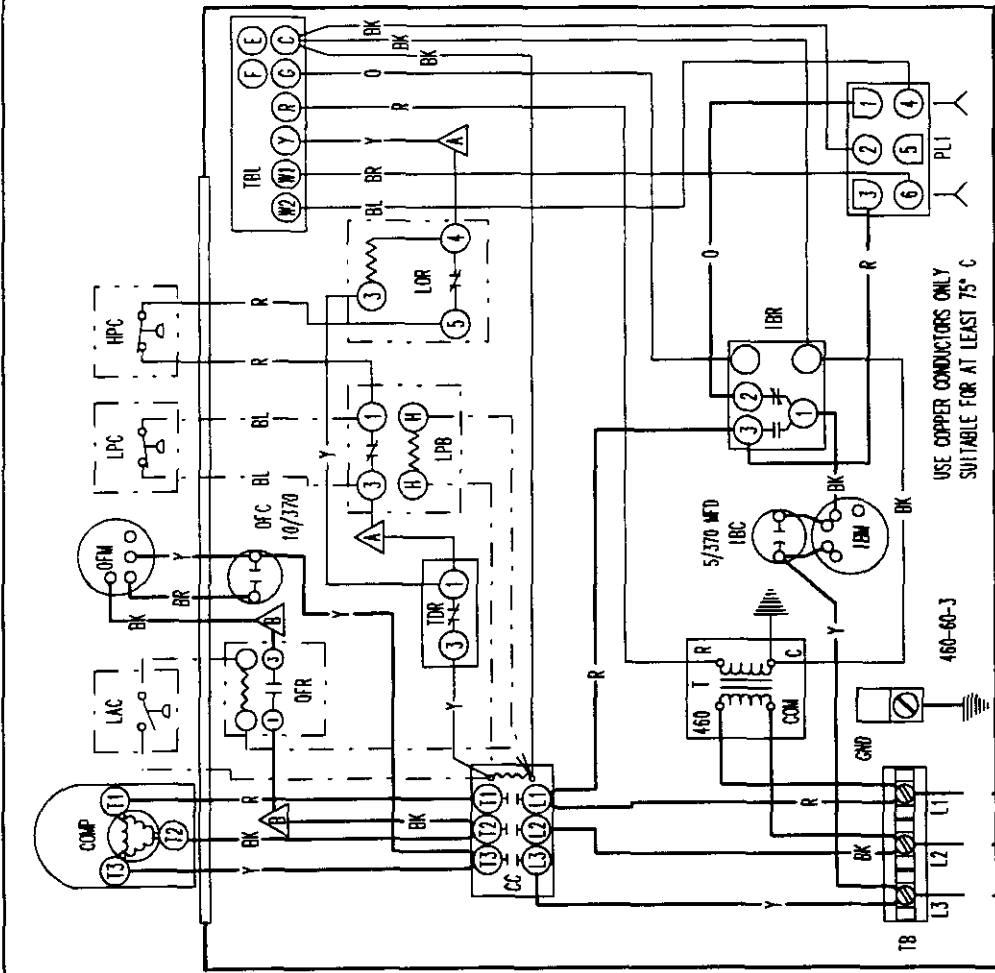 COMP
T1
T2
T3
LAC
OFM
LPC
HPC
BK
BR
Y
OFC
10/370
B
OFR
1
3
BL
BL
R
R
Y
TBL
E
C
F
G
R
Y
W1
W2
BK
BK
BK
O
R
Y
BR
BL
A
LOR
3
4
5
LPB
1
3
H
H
A
TDR
1
3
Y
Y
R
BK
Y
B
BK
CC
T1
T2
T3
L1
L2
L3
R
IBR
1
2
3
O
R
PL1
1
2
3
4
5
6
BK
5/370 MFD
IBC
IBM
Y
BK
T
R
C
460
COM
GND
460-60-3
TB
L1
L2
L3
R
BK
Y
USE COPPER CONDUCTORS ONLY
SUITABLE FOR AT LEAST 75° C